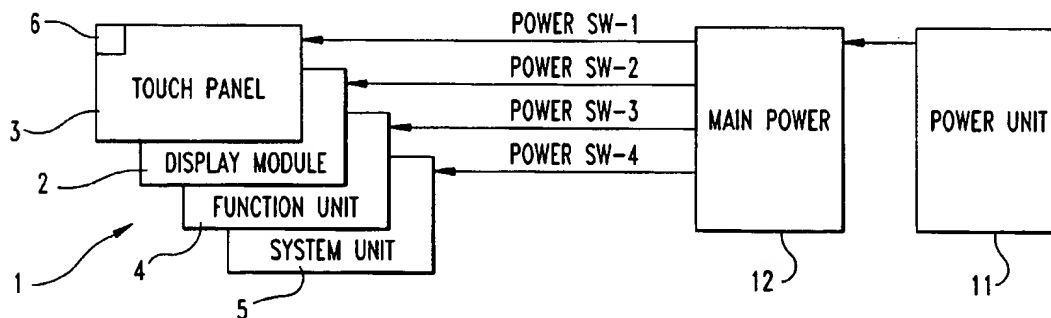 6
POWER SW-1
POWER SW-2
TOUCH PANEL
3
POWER SW-3
MAIN POWER
POWER UNIT
POWER SW-4
DISPLAY MODULE
2
FUNCTION UNIT
4
SYSTEM UNIT
1
5
12
11